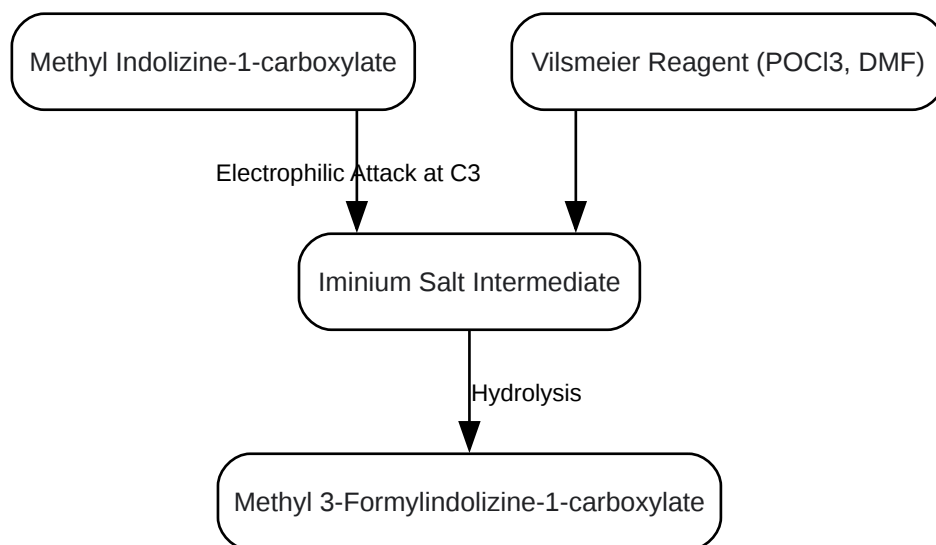 Methyl Indolizine-1-carboxylate
Vilsmeier Reagent (POCl3, DMF)
Electrophilic Attack at C3
Iminium Salt Intermediate
Hydrolysis
Methyl 3-Formylindolizine-1-carboxylate